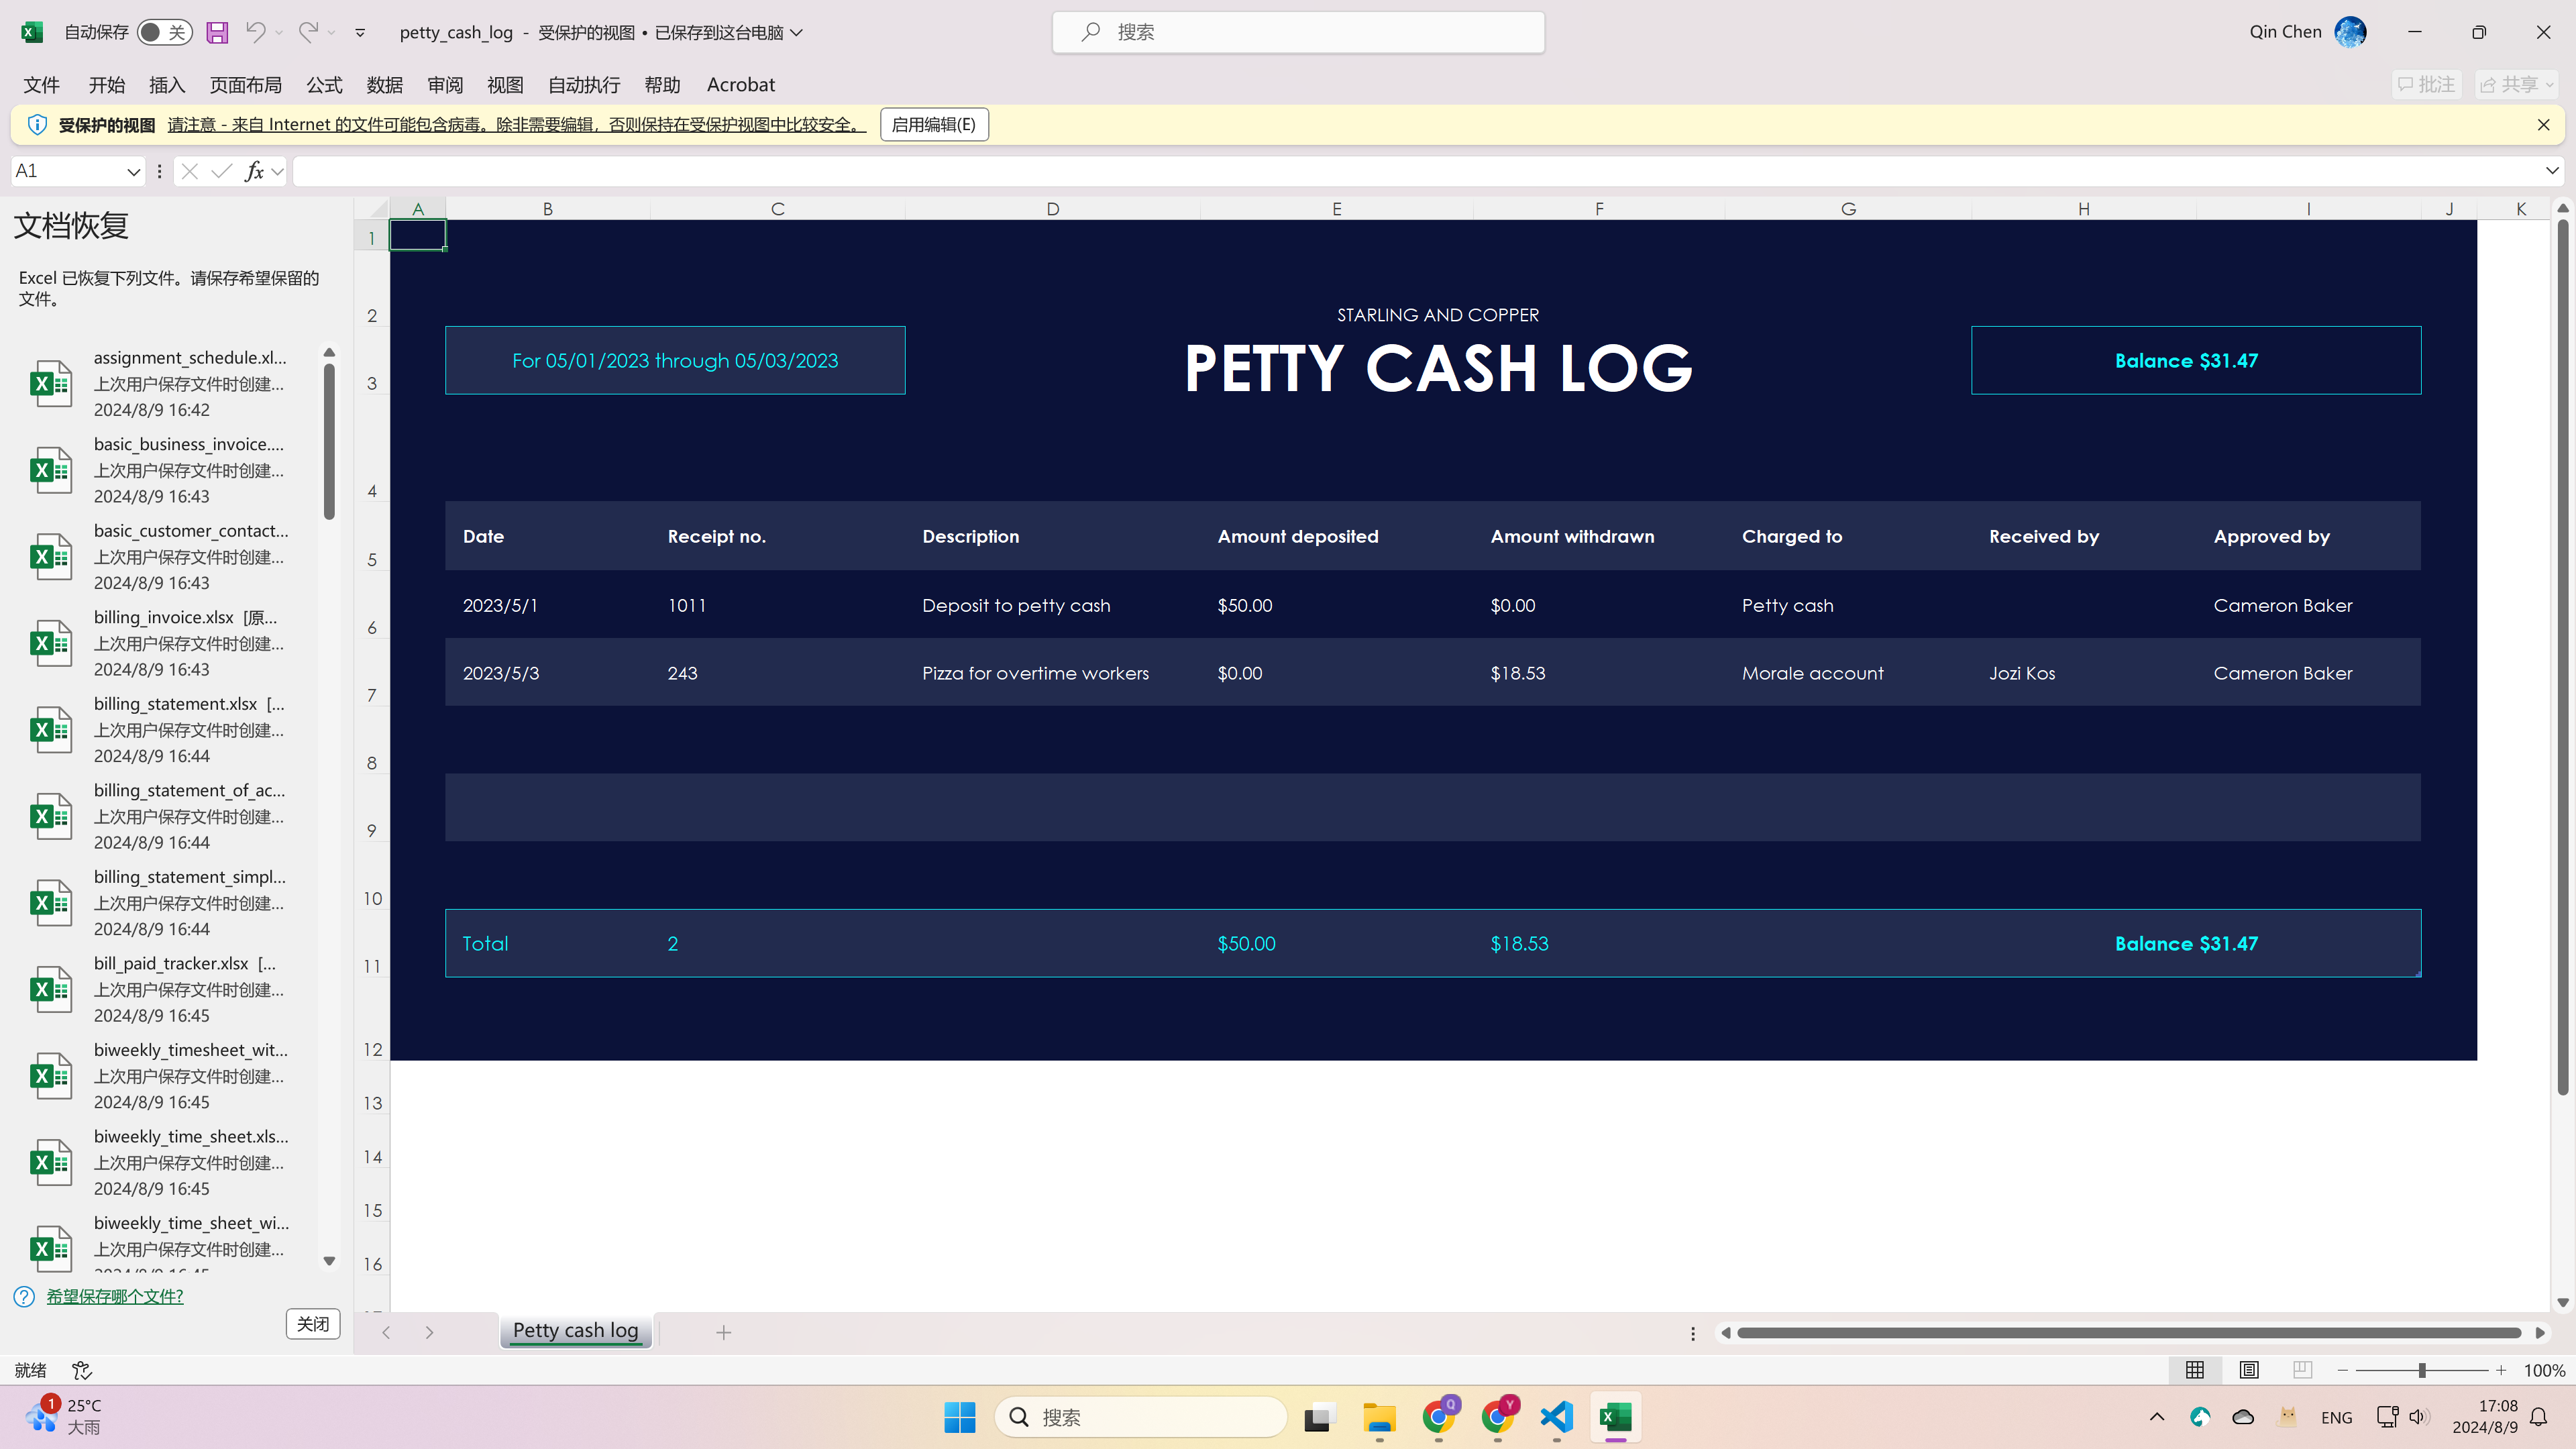 自动保存 关 petty_cash_log - 受保护的视图 • 已保存到这台电脑 搜索 Qin Chen
文件 开始 插入 页面布局 公式 数据 审阅 视图 自动执行 帮助 Acrobat 批注 共享
受保护的视图 请注意 - 来自 Internet 的文件可能包含病毒。除非需要编辑，否则保持在受保护视图中比较安全。 启用编辑(E)
A1 fx
文档恢复
Excel 已恢复下列文件。请保存希望保留的
文件。
assignment_schedule.xl...
上次用户保存文件时创建...
2024/8/9 16:42
basic_business_invoice....
上次用户保存文件时创建...
2024/8/9 16:43
basic_customer_contact...
上次用户保存文件时创建...
2024/8/9 16:43
billing_invoice.xlsx [原...
上次用户保存文件时创建...
2024/8/9 16:43
billing_statement.xlsx [...
上次用户保存文件时创建...
2024/8/9 16:44
billing_statement_of_ac...
上次用户保存文件时创建...
2024/8/9 16:44
billing_statement_simpl...
上次用户保存文件时创建...
2024/8/9 16:44
bill_paid_tracker.xlsx [...
上次用户保存文件时创建...
2024/8/9 16:45
biweekly_timesheet_wit...
上次用户保存文件时创建...
2024/8/9 16:45
biweekly_time_sheet.xls...
上次用户保存文件时创建...
2024/8/9 16:45
biweekly_time_sheet_wi...
上次用户保存文件时创建...
希望保存哪个文件?
关闭
A B C D E F G H I J K
1
2 STARLING AND COPPER
3 For 05/01/2023 through 05/03/2023 PETTY CASH LOG Balance $31.47
4
5 Date Receipt no. Description Amount deposited Amount withdrawn Charged to Received by Approved by
6 2023/5/1 1011 Deposit to petty cash $50.00 $0.00 Petty cash Cameron Baker
7 2023/5/3 243 Pizza for overtime workers $0.00 $18.53 Morale account Jozi Kos Cameron Baker
8
9
10
11 Total 2 $50.00 $18.53 Balance $31.47
12
13
14
15
16
Petty cash log
就绪 100%
1 25°C
大雨
搜索 Q Y ENG 17:08
2024/8/9